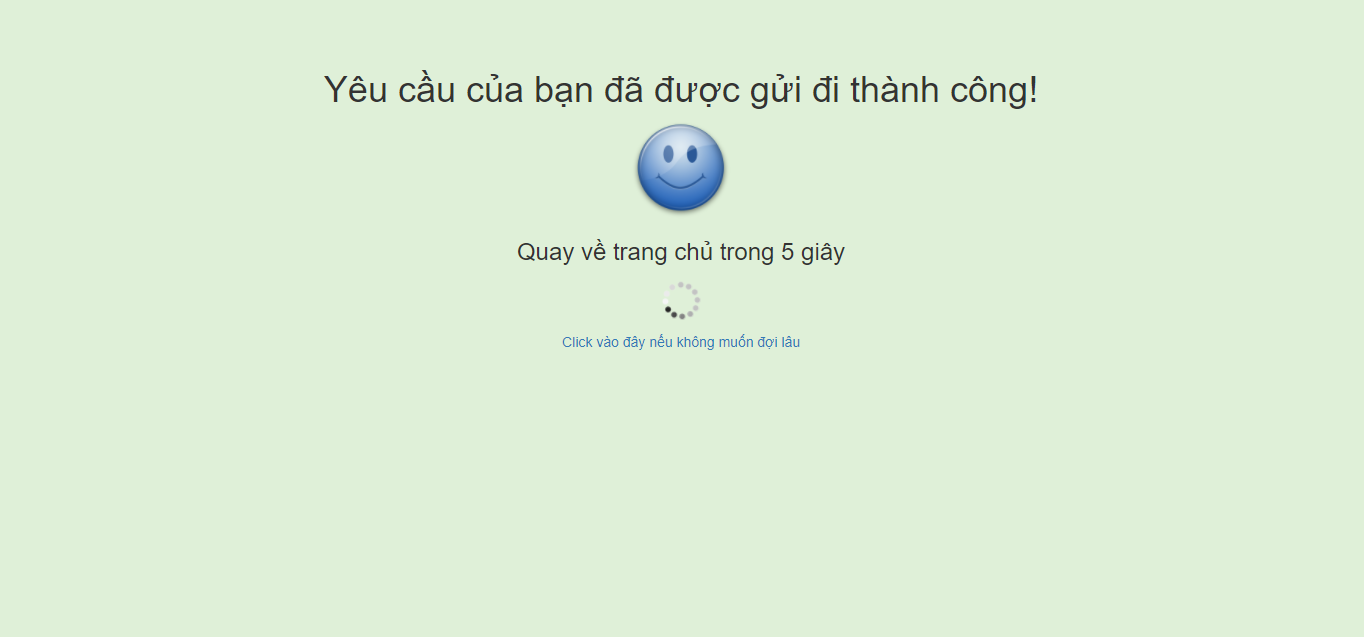 Yêu cầu của bạn đã được gửi đi thành công!
Quay về trang chủ trong 5 giây
Click vào đây nếu không muốn đợi lâu